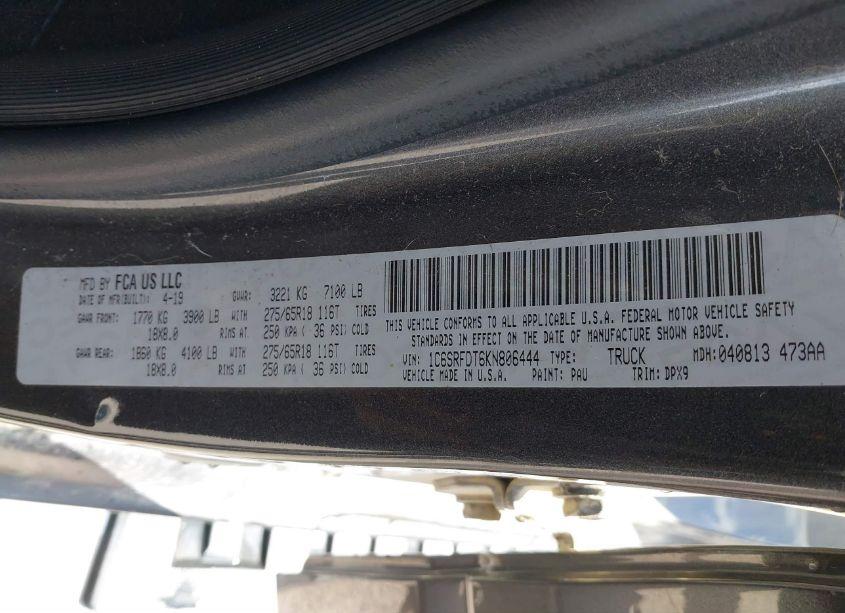 MFD BY FCA US LLC
DATE OF MFR(BUILT): 4-19 GVWR: 3221 KG 7100 LB
GAWR FRONT: 1770 KG 3900 LB WITH 275/65R18 116T TIRES
18X8.0 RIMS AT 250 KPA ( 36 PSI) COLD
GAWR REAR: 1860 KG 4100 LB WITH 275/65R18 116T TIRES
18X8.0 RIMS AT 250 KPA ( 36 PSI) COLD
THIS VEHICLE CONFORMS TO ALL APPLICABLE U.S.A. FEDERAL MOTOR VEHICLE SAFETY
STANDARDS IN EFFECT ON THE DATE OF MANUFACTURE SHOWN ABOVE.
VIN: 1C6SRFDT6KN806444 TYPE: TRUCK MDH:040813 473AA
VEHICLE MADE IN U.S.A. PAINT: PAU TRIM: DPX9